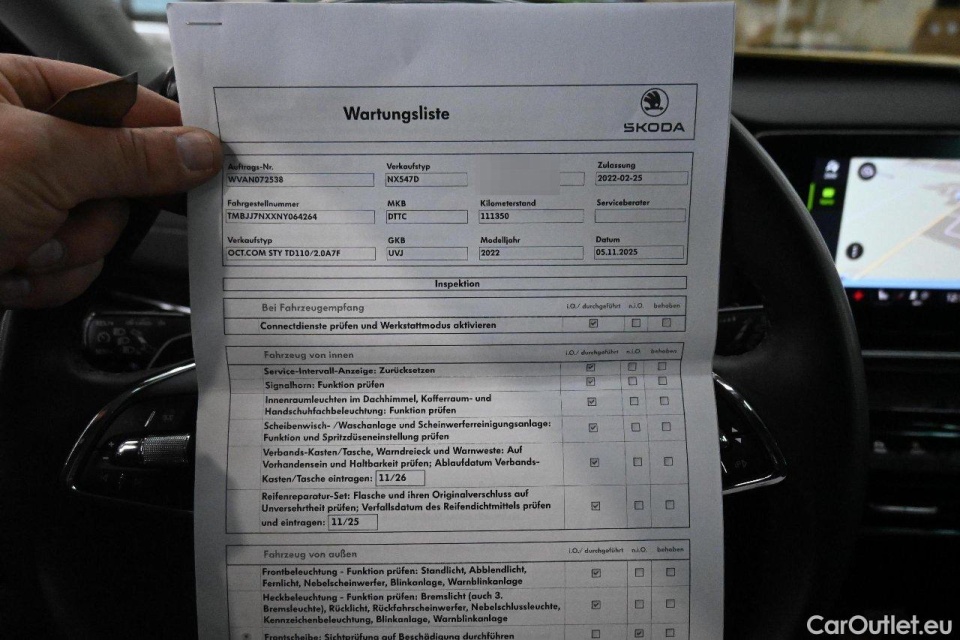 Wartungsliste
SKODA
Auftrags-Nr.
Verkaufstyp
Zulassung
WVAN072538
NX547D
2022-02-25
Fahrgestellnummer
MKB
Kilometerstand
Serviceberater
TMBJJ7NXXNY064264
DTTC
111350
Verkaufstyp
GKB
Modelljahr
Datum
OCT.COM STY TD110/2.0A7F
UVJ
2022
05.11.2025
Inspektion
Bei Fahrzeugempfang
i.O./ durchgeführt
n.i.O.
behoben
Connectdienste prüfen und Werkstattmodus aktivieren
Fahrzeug von innen
i.O./ durchgeführt
n.i.O.
behoben
Service-Intervall-Anzeige: Zurücksetzen
Signalhorn: Funktion prüfen
Innenraumleuchten im Dachhimmel, Kofferraum- und
Handschuhfachbeleuchtung: Funktion prüfen
Scheibenwisch- /Waschanlage und Scheinwerferreinigungsanlage:
Funktion und Spritzdüseneinstellung prüfen
Verbands-Kasten/Tasche, Warndreieck und Warnweste: Auf
Vorhandensein und Haltbarkeit prüfen; Ablaufdatum Verbands-
Kasten/Tasche eintragen: 11/26
Reifenreparatur-Set: Flasche und ihren Originalverschluss auf
Unversehrtheit prüfen; Verfallsdatum des Reifendichtmittels prüfen
und eintragen: 11/25
Fahrzeug von außen
i.O./ durchgeführt
n.i.O.
behoben
Frontbeleuchtung - Funktion prüfen: Standlicht, Abblendlicht,
Fernlicht, Nebelscheinwerfer, Blinkanlage, Warnblinkanlage
Heckbeleuchtung - Funktion prüfen: Bremslicht (auch 3.
Bremsleuchte), Rücklicht, Rückfahrscheinwerfer, Nebelschlussleuchte,
Kennzeichenbeleuchtung, Blinkanlage, Warnblinkanlage
Frontscheibe: Sichtprüfung auf Beschädigung durchführen
CarOutlet.eu